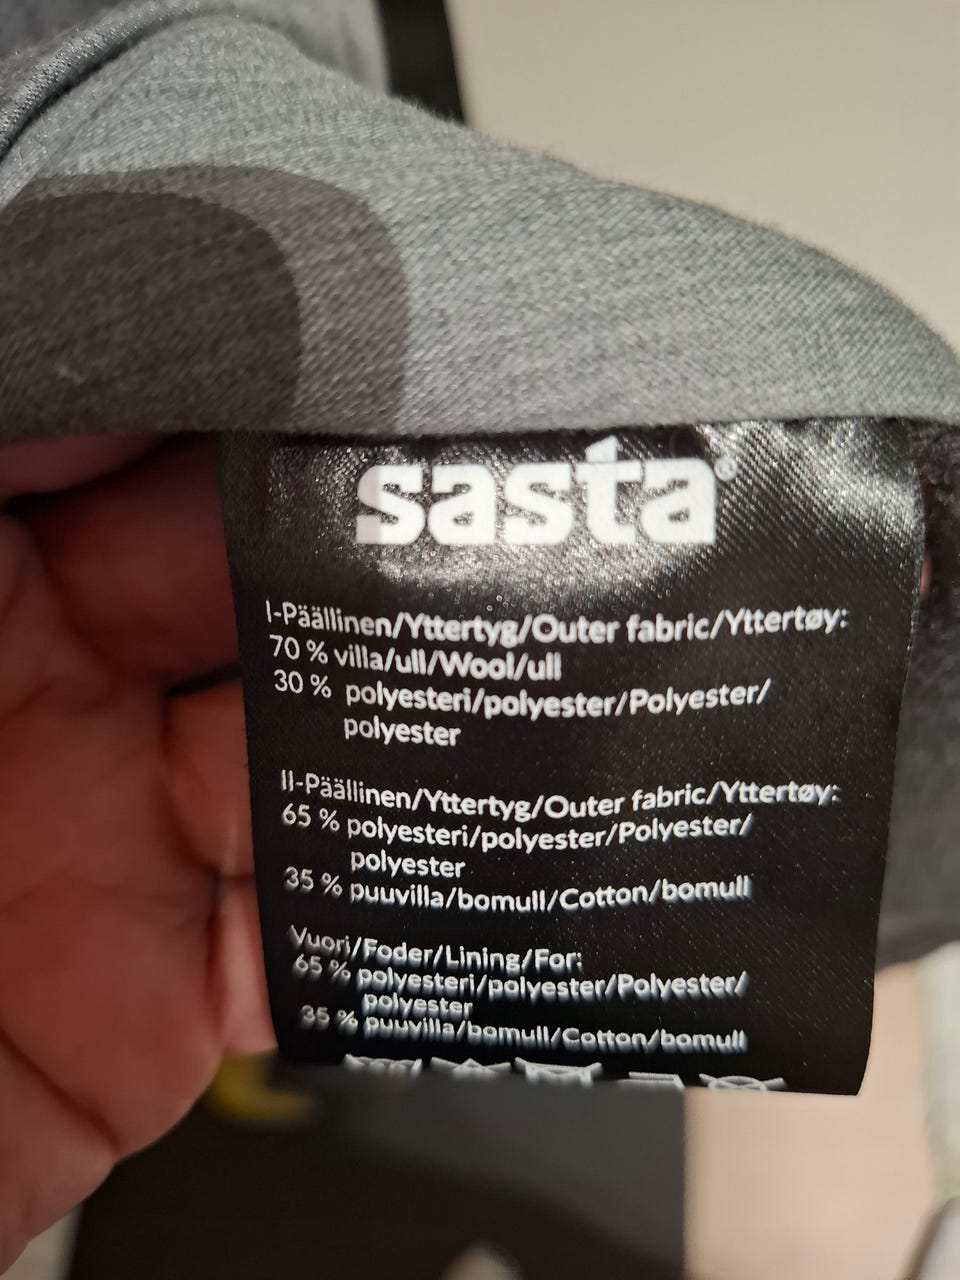 sasta®
I-Päällinen/Yttertyg/Outer fabric/Yttertøy:
70 % villa/ull/Wool/ull
30 % polyesteri/polyester/Polyester/
polyester
II-Päällinen/Yttertyg/Outer fabric/Yttertøy:
65 % polyesteri/polyester/Polyester/
polyester
35 % puuvilla/bomull/Cotton/bomull
Vuori/Foder/Lining/For:
65 % polyesteri/polyester/Polyester/
polyester
35 % puuvilla/bomull/Cotton/bomull